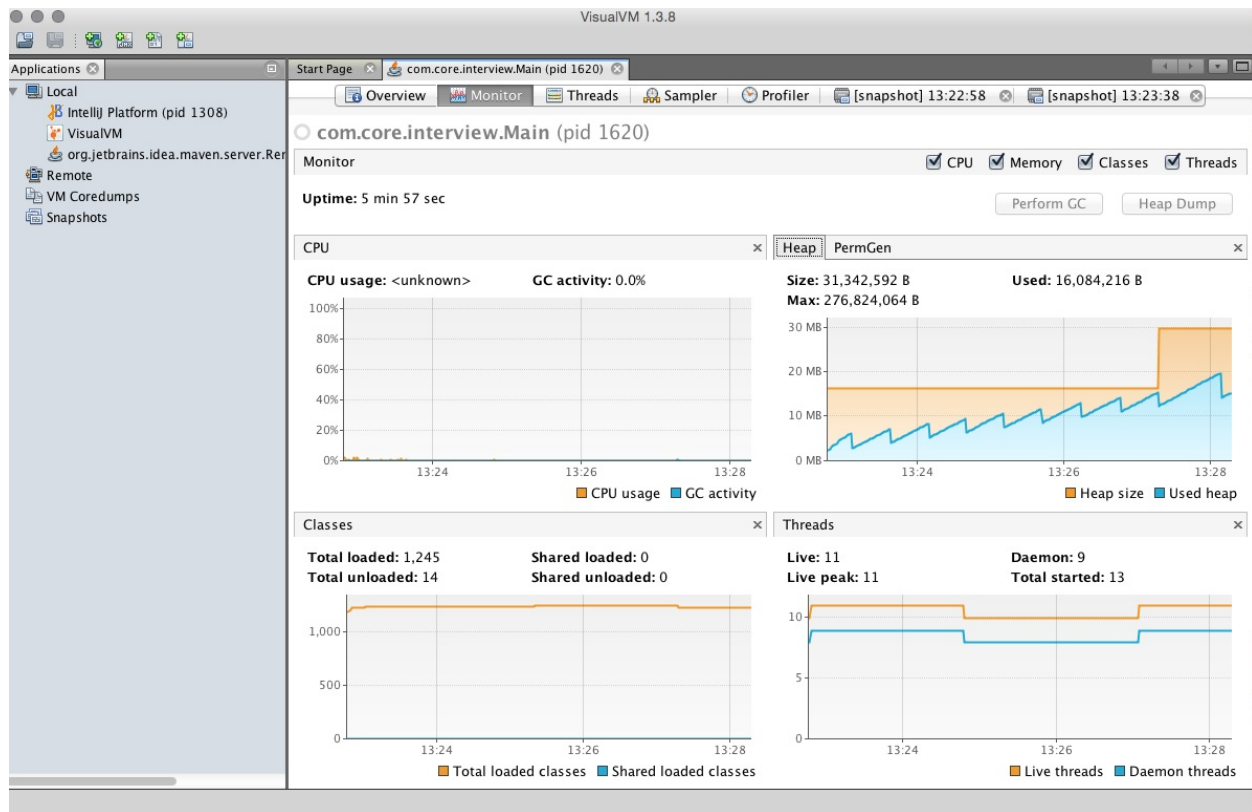 VisualVM 1.3.8
Applications
Start Page
com.core.interview.Main (pid 1620)
Local
IntelliJ Platform (pid 1308)
VisualVM
org.jetbrains.idea.maven.server.Rer
Remote
VM Coredumps
Snapshots
Overview Monitor Threads Sampler Profiler [snapshot] 13:22:58 [snapshot] 13:23:38
com.core.interview.Main (pid 1620)
Monitor
CPU Memory Classes Threads
Uptime: 5 min 57 sec
Perform GC Heap Dump
CPU
CPU usage: <unknown> GC activity: 0.0%
100%
80%
60%
40%
20%
0%
13:24 13:26 13:28
CPU usage GC activity
Heap PermGen
Size: 31,342,592 B Used: 16,084,216 B
Max: 276,824,064 B
30 MB
20 MB
10 MB
0 MB
13:24 13:26 13:28
Heap size Used heap
Classes
Total loaded: 1,245 Shared loaded: 0
Total unloaded: 14 Shared unloaded: 0
1,000
500
0
13:24 13:26 13:28
Total loaded classes Shared loaded classes
Threads
Live: 11 Daemon: 9
Live peak: 11 Total started: 13
10
5
0
13:24 13:26 13:28
Live threads Daemon threads